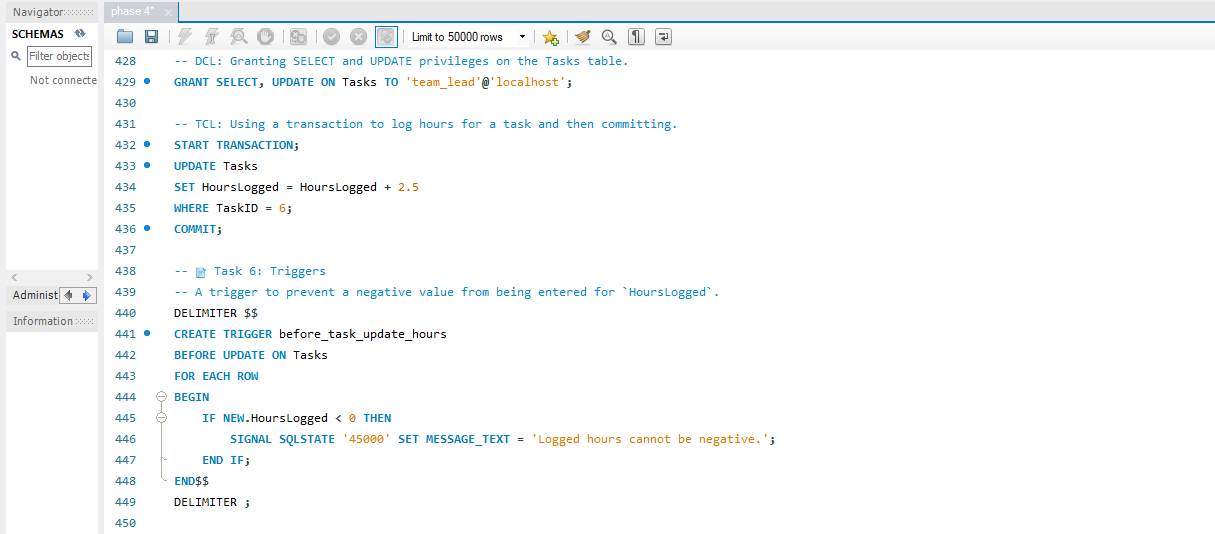 Navigator
SCHEMAS
Filter objects
Not connecte
Administ
Information
phase 4*
Limit to 50000 rows
428 -- DCL: Granting SELECT and UPDATE privileges on the Tasks table.
429 GRANT SELECT, UPDATE ON Tasks TO 'team_lead'@'localhost';
430
431 -- TCL: Using a transaction to log hours for a task and then committing.
432 START TRANSACTION;
433 UPDATE Tasks
434 SET HoursLogged = HoursLogged + 2.5
435 WHERE TaskID = 6;
436 COMMIT;
437
438 -- 📝 Task 6: Triggers
439 -- A trigger to prevent a negative value from being entered for `HoursLogged`.
440 DELIMITER $$
441 CREATE TRIGGER before_task_update_hours
442 BEFORE UPDATE ON Tasks
443 FOR EACH ROW
444 BEGIN
445 IF NEW.HoursLogged < 0 THEN
446 SIGNAL SQLSTATE '45000' SET MESSAGE_TEXT = 'Logged hours cannot be negative.';
447 END IF;
448 END$$
449 DELIMITER ;
450